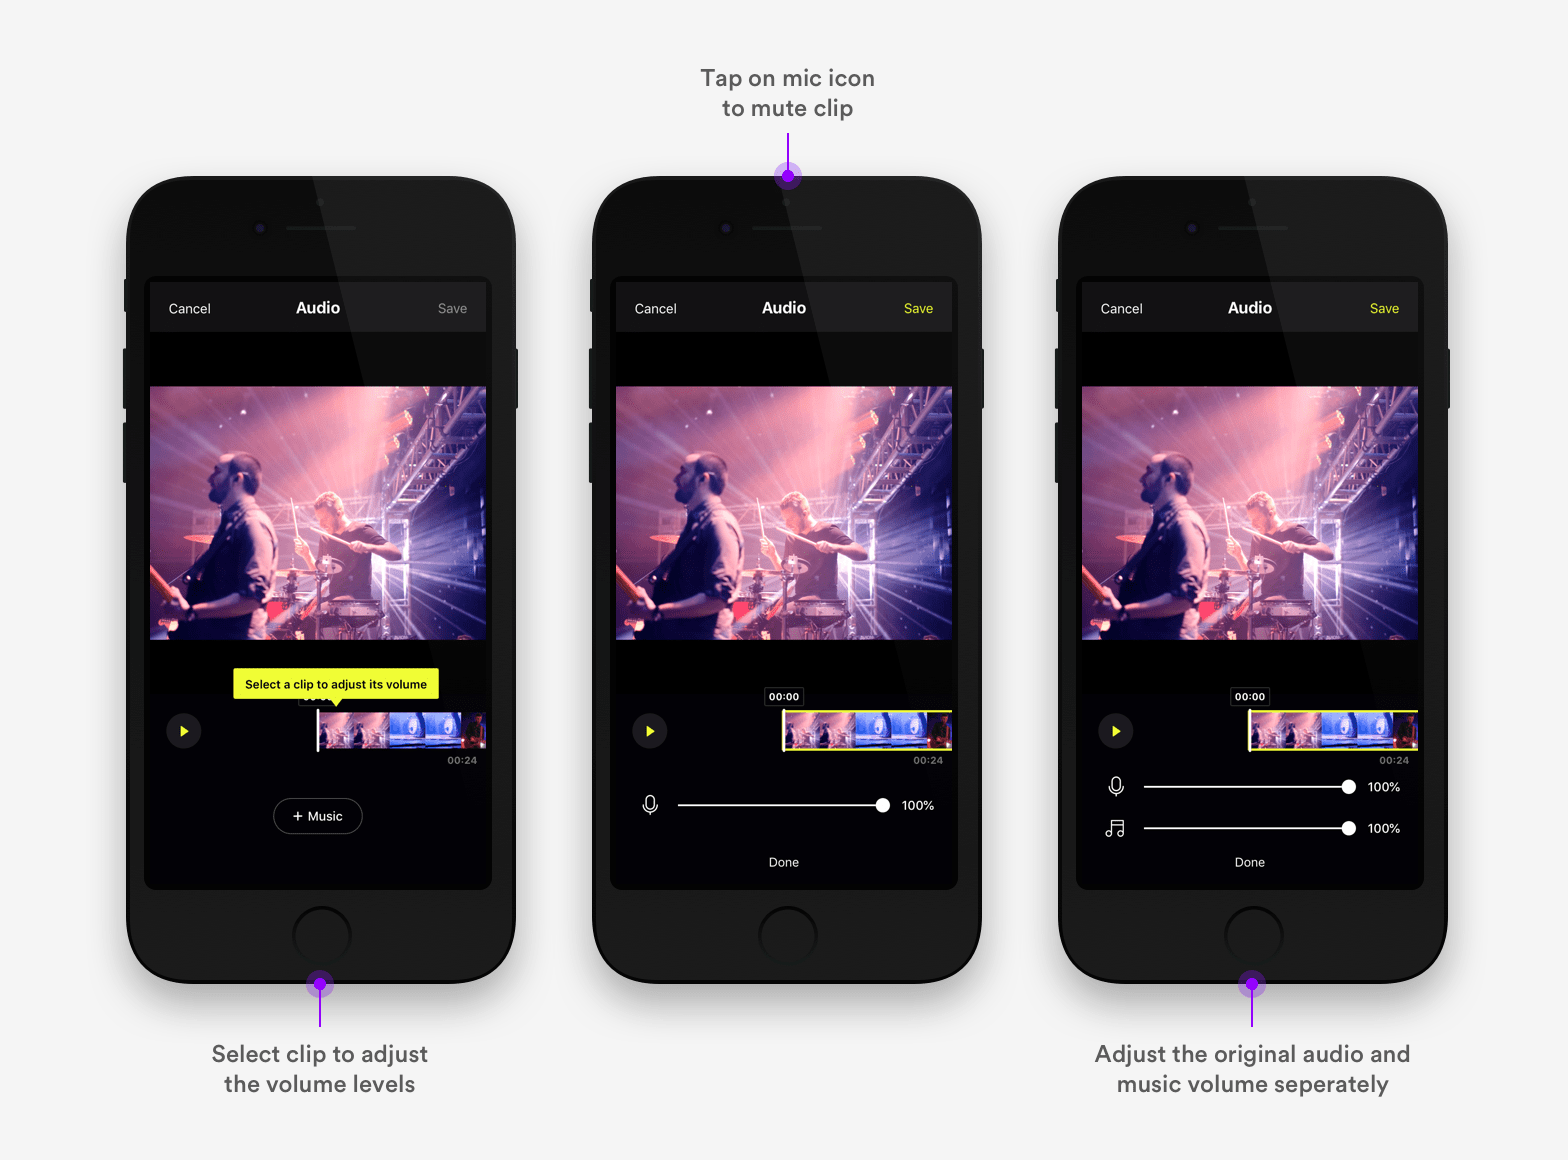 Tap on mic icon
to mute clip
Cancel Audio Save
Select a clip to adjust its volume
00:24
+ Music
Select clip to adjust
the volume levels
Cancel Audio Save
00:00
00:24
100%
Done
Cancel Audio Save
00:00
00:24
100%
100%
Done
Adjust the original audio and
music volume seperately